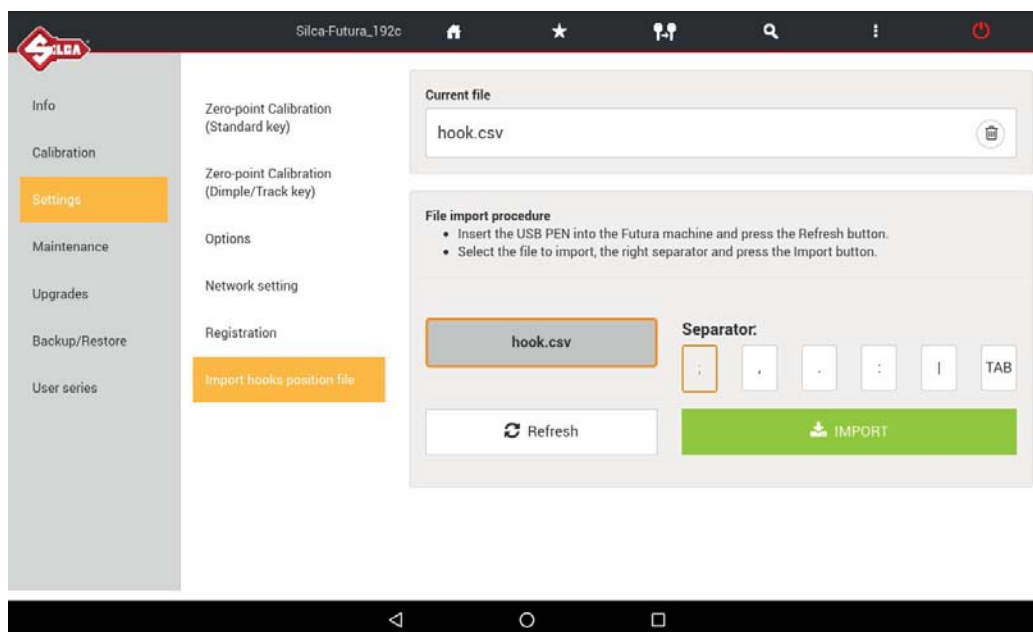 SILCA
Silca-Futura_192c
Info
Calibration
Settings
Maintenance
Upgrades
Backup/Restore
User series
Zero-point Calibration
(Standard key)
Zero-point Calibration
(Dimple/Track key)
Options
Network setting
Registration
Import hooks position file
Current file
hook.csv
File import procedure
• Insert the USB PEN into the Futura machine and press the Refresh button.
• Select the file to import, the right separator and press the Import button.
hook.csv
Separator:
; , . : | TAB
Refresh
IMPORT